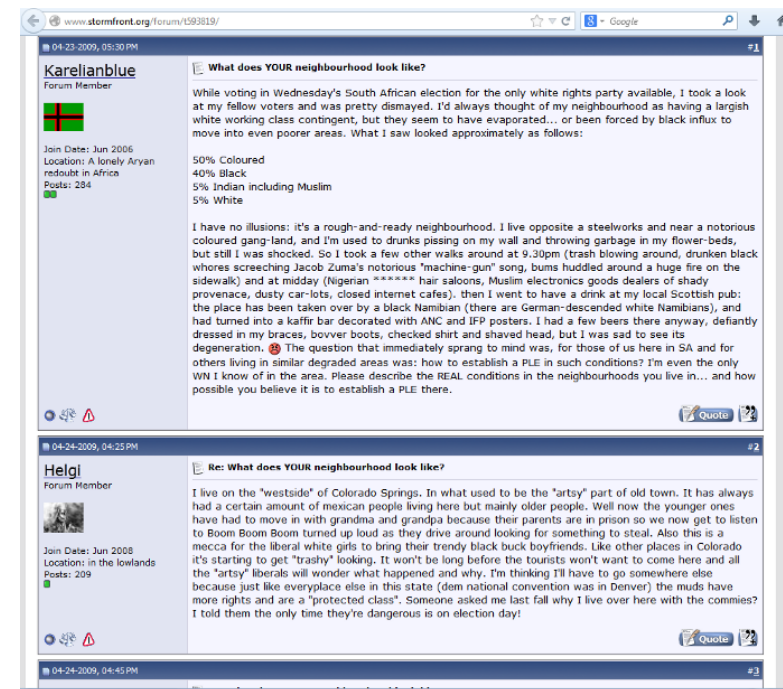 www.stormfront.org/forum/t593819/
Google
04-23-2009, 05:30 PM
#1
Karelianblue
Forum Member
Join Date: Jun 2006
Location: A lonely Aryan
redoubt in Africa
Posts: 284
What does YOUR neighbourhood look like?
While voting in Wednesday's South African election for the only white rights party available, I took a look
at my fellow voters and was pretty dismayed. I'd always thought of my neighbourhood as having a largish
white working class contingent, but they seem to have evaporated... or been forced by black influx to
move into even poorer areas. What I saw looked approximately as follows:
50% Coloured
40% Black
5% Indian including Muslim
5% White
I have no illusions: it's a rough-and-ready neighbourhood. I live opposite a steelworks and near a notorious
coloured gang-land, and I'm used to drunks pissing on my wall and throwing garbage in my flower-beds,
but still I was shocked. So I took a few other walks around at 9.30pm (trash blowing around, drunken black
whores screeching Jacob Zuma's notorious "machine-gun" song, bums huddled around a huge fire on the
sidewalk) and at midday (Nigerian ****** hair saloons, Muslim electronics goods dealers of shady
provenace, dusty car-lots, closed internet cafes). then I went to have a drink at my local Scottish pub:
the place has been taken over by a black Namibian (there are German-descended white Namibians), and
had turned into a kaffir bar decorated with ANC and IFP posters. I had a few beers there anyway, defiantly
dressed in my braces, bovver boots, checked shirt and shaved head, but I was sad to see its
degeneration. The question that immediately sprang to mind was, for those of us here in SA and for
others living in similar degraded areas was: how to establish a PLE in such conditions? I'm even the only
WN I know of in the area. Please describe the REAL conditions in the neighbourhoods you live in... and how
possible you believe it is to establish a PLE there.
Quote
04-24-2009, 04:25 PM
#2
Helgi
Forum Member
Join Date: Jun 2008
Location: in the lowlands
Posts: 209
Re: What does YOUR neighbourhood look like?
I live on the "westside" of Colorado Springs. In what used to be the "artsy" part of old town. It has always
had a certain amount of mexican people living here but mainly older people. Well now the younger ones
have had to move in with grandma and grandpa because their parents are in prison so we now get to listen
to Boom Boom Boom turned up loud as they drive around looking for something to steal. Also this is a
mecca for the liberal white girls to bring their trendy black buck boyfriends. Like other places in Colorado
it's starting to get "trashy" looking. It won't be long before the tourists won't want to come here and all
the "artsy" liberals will wonder what happened and why. I'm thinking I'll have to go somewhere else
because just like everyplace else in this state (dem national convention was in Denver) the muds have
more rights and are a "protected class". Someone asked me last fall why I live over here with the commies?
I told them the only time they're dangerous is on election day!
Quote
04-24-2009, 04:45 PM
#3